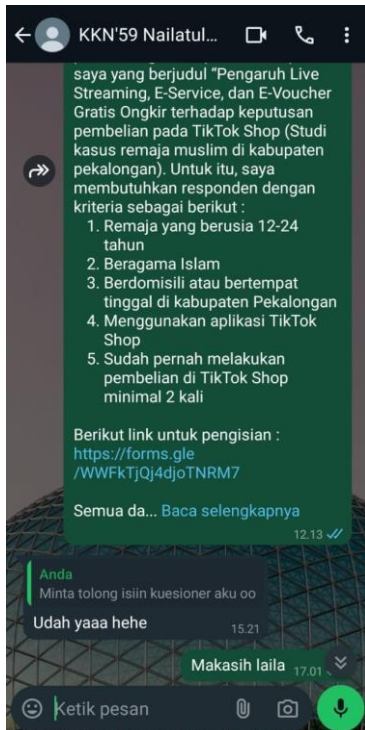 KKN'59 Nailatul...
saya yang berjudul "Pengaruh Live
Streaming, E-Service, dan E-Voucher
Gratis Ongkir terhadap keputusan
pembelian pada TikTok Shop (Studi
kasus remaja muslim di kabupaten
pekalongan). Untuk itu, saya
membutuhkan responden dengan
kriteria sebagai berikut :
1. Remaja yang berusia 12-24
tahun
2. Beragama Islam
3. Berdomisili atau bertempat
tinggal di kabupaten Pekalongan
4. Menggunakan aplikasi TikTok
Shop
5. Sudah pernah melakukan
pembelian di TikTok Shop
minimal 2 kali
Berikut link untuk pengisian :
https://forms.gle
/WWFkTjQj4djoTNRM7
Semua da... Baca selengkapnya
12.13
Anda
Minta tolong isiin kuesioner aku oo
Udah yaaa hehe
15.21
Makasih laila
17.01
Ketik pesan